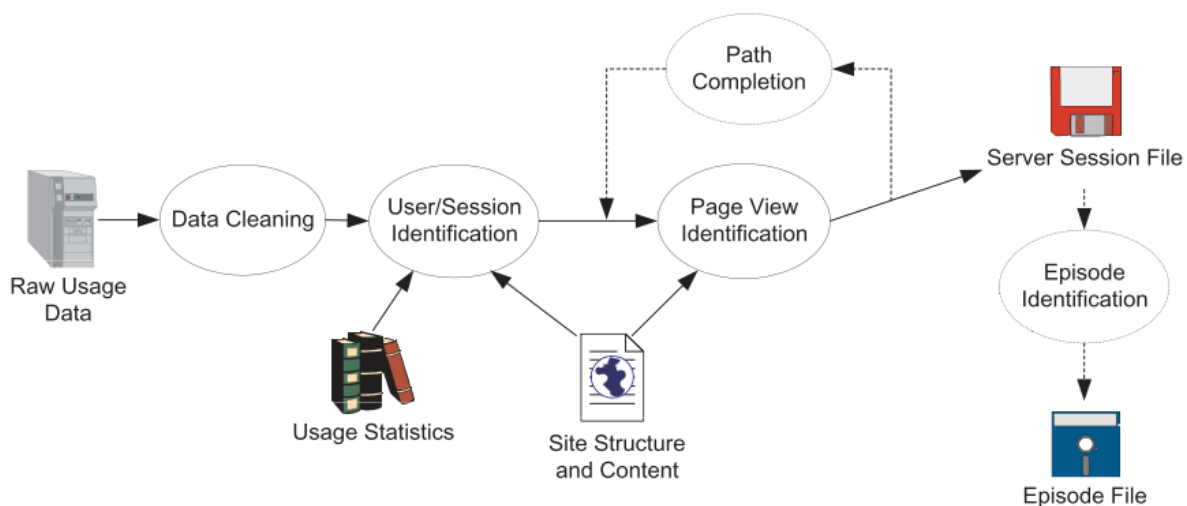 Path
Completion
Server Session File
Data Cleaning
User/Session
Identification
Page View
Identification
Raw Usage
Data
Episode
Identification
Usage Statistics
Site Structure
and Content
Episode File